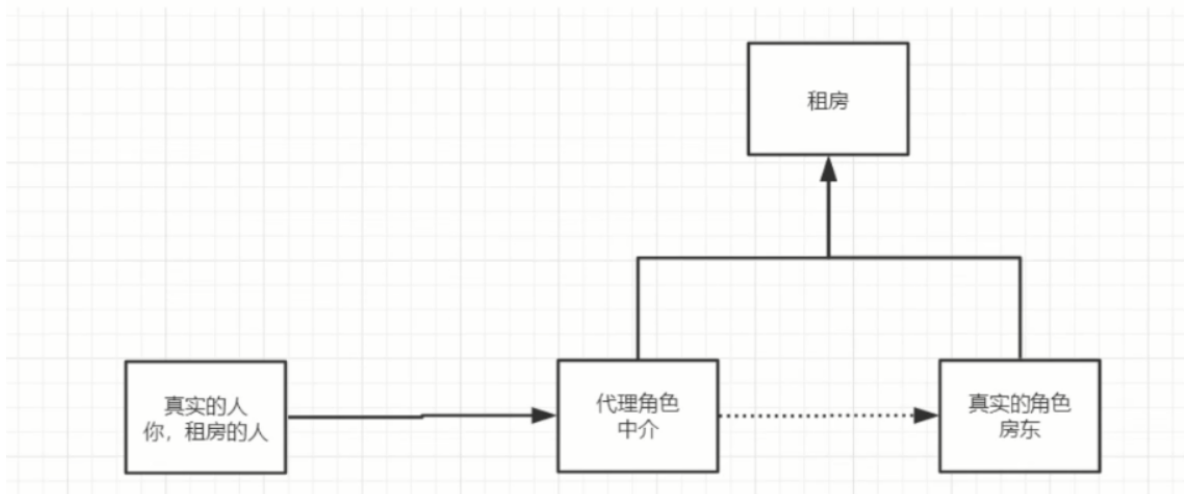 租房
真实的人
你，租房的人
代理角色
中介
真实的角色
房东